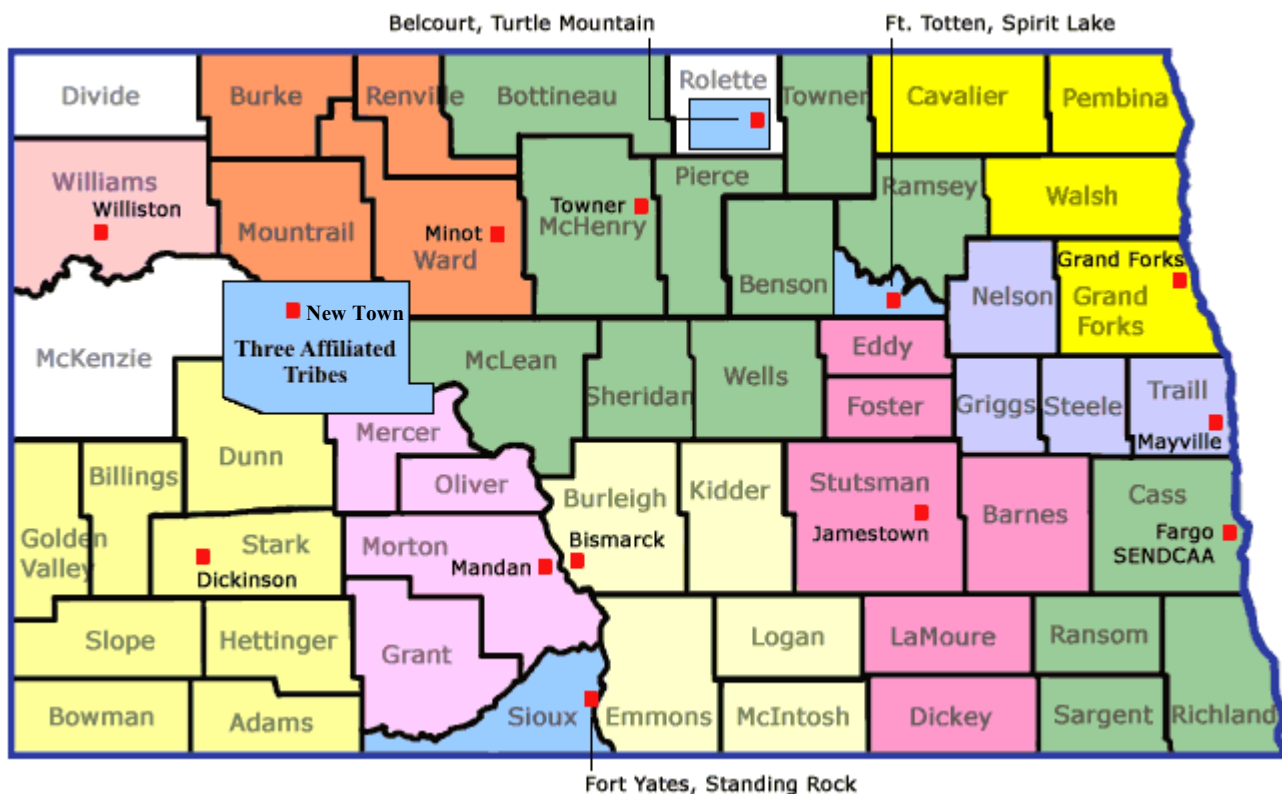 Belcourt, Turtle Mountain
Ft. Totten, Spirit Lake
Divide
Burke
Renville
Bottineau
Rolette
Towner
Cavalier
Pembina
Williams
Williston
Mountrail
Minot
Ward
Towner
McHenry
Pierce
Benson
Ramsey
Walsh
Nelson
Grand Forks
Grand
Forks
McKenzie
New Town
Three Affiliated
Tribes
McLean
Sheridan
Wells
Eddy
Foster
Griggs
Steele
Traill
Mayville
Golden
Valley
Billings
Dunn
Mercer
Oliver
Stark
Dickinson
Morton
Mandan
Burleigh
Bismarck
Kidder
Stutsman
Jamestown
Barnes
Cass
Fargo
SENDCAA
Slope
Hettinger
Grant
Logan
LaMoure
Ransom
Bowman
Adams
Sioux
Emmons
McIntosh
Dickey
Sargent
Richland
Fort Yates, Standing Rock